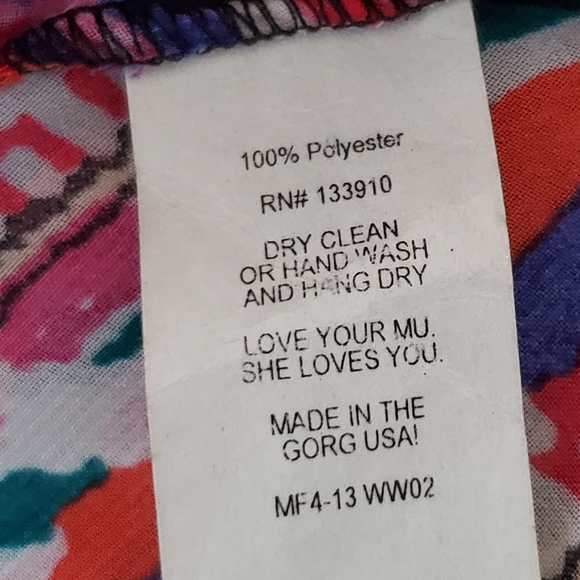 100% Polyester
RN# 133910
DRY CLEAN
OR HAND WASH
AND HANG DRY
LOVE YOUR MU.
SHE LOVES YOU.
MADE IN THE
GORG USA!
MF4-13 WW02